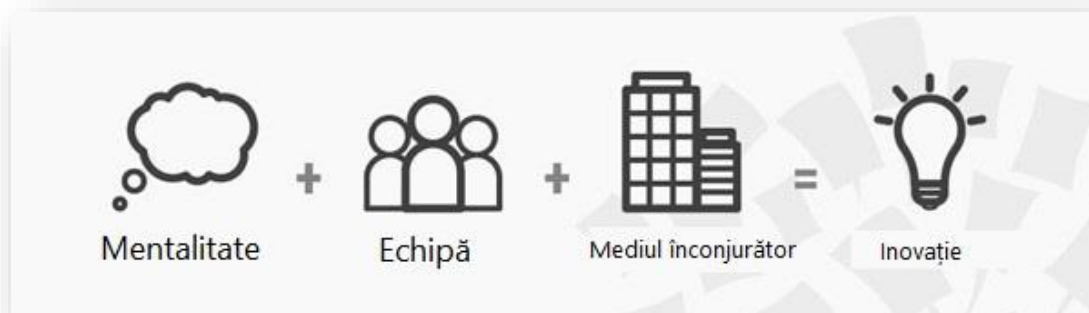 + + =
Mentalitate Echipă Mediul înconjurător Inovație